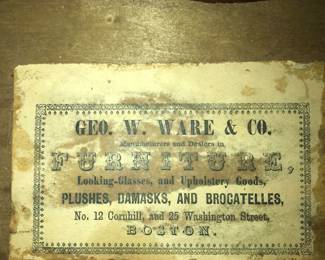 GEO. W. WARE & CO.
Manufacturers and Dealers in
FURNITURE,
Looking-Glasses, and Upholstery Goods,
PLUSHES, DAMASKS, AND BROCATELLES,
No. 12 Cornhill, and 25 Washington Street,
BOSTON.